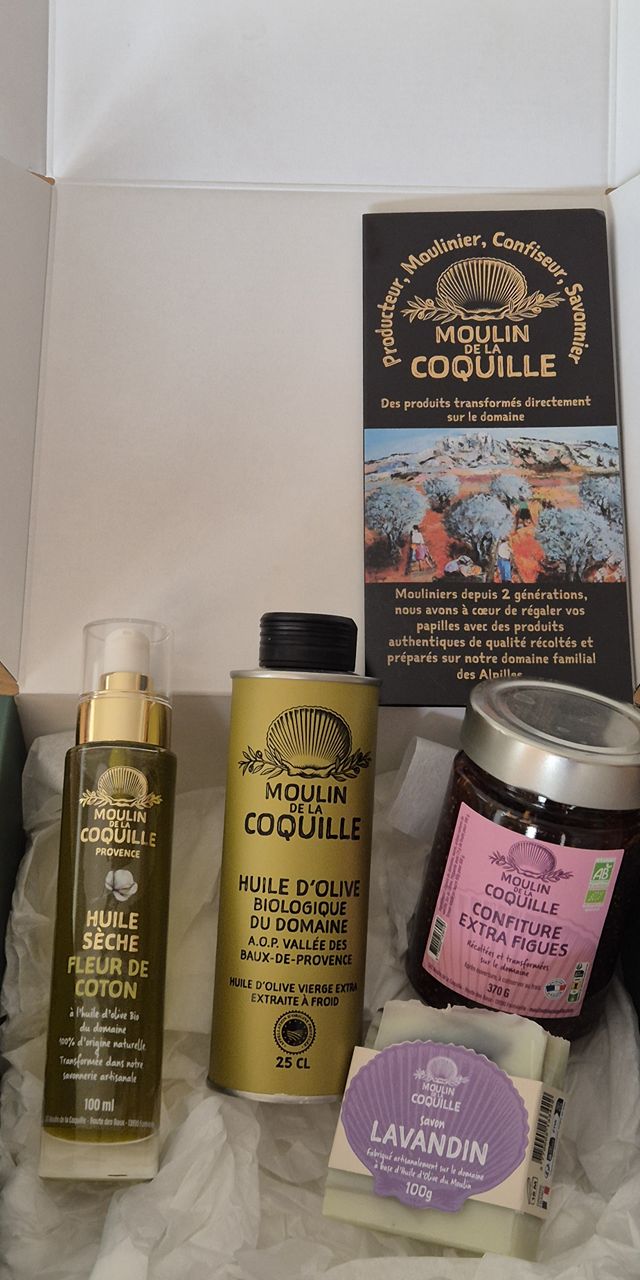 Producteur, Moulinier, Confiseur, Savonnier
MOULIN
DE LA
COQUILLE
Des produits transformés directement
sur le domaine
Mouliniers depuis 2 générations,
nous avons à cœur de régaler vos
papilles avec des produits
authentiques de qualité récoltés et
préparés sur notre domaine familial
des Alpilles
MOULIN
DE LA
COQUILLE
PROVENCE
HUILE
SÈCHE
FLEUR DE
COTON
à l'huile d'olive Bio
du domaine
100% d'origine naturelle
Transformée dans notre
savonnerie artisanale
100 ml
MOULIN
DE LA
COQUILLE
HUILE D'OLIVE
BIOLOGIQUE
DU DOMAINE
A.O.P. VALLÉE DES
BAUX-DE-PROVENCE
HUILE D'OLIVE VIERGE EXTRA
EXTRAITE À FROID
25 CL
MOULIN
DE LA
COQUILLE
AB
CONFITURE
EXTRA FIGUES
Récoltées et transformées
sur le domaine
370 G
MOULIN
DE LA
COQUILLE
savon
LAVANDIN
Fabriqué artisanalement sur le domaine
à base d'Huile d'Olive du Moulin
100g